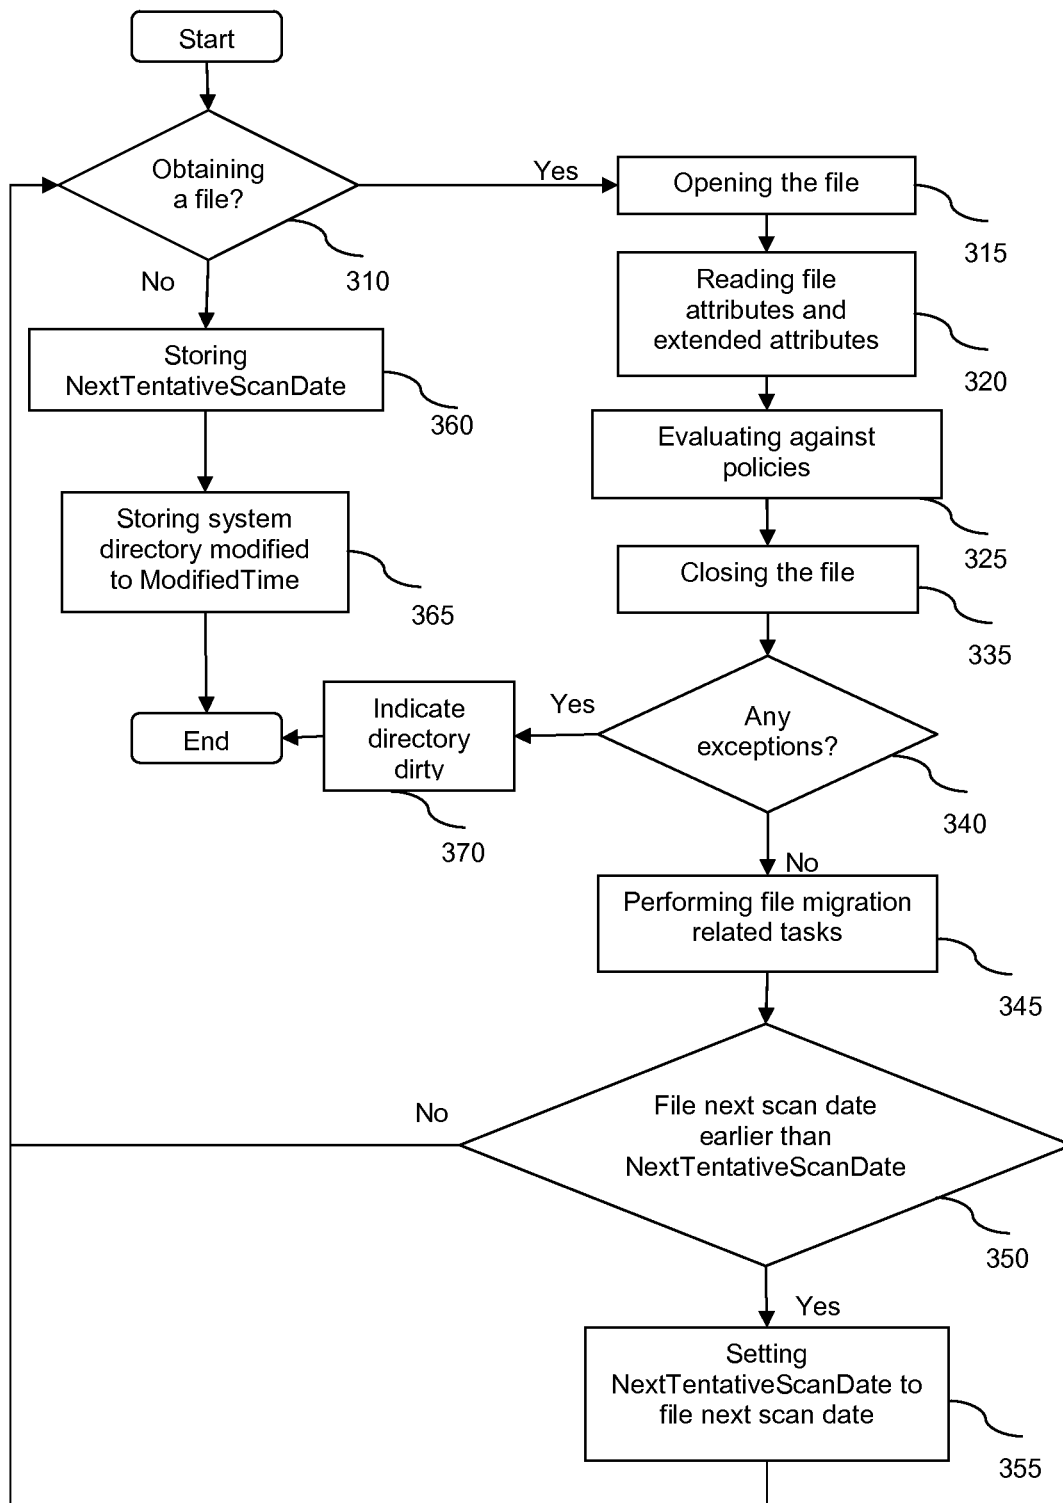 Start
Obtaining
a file?
310
Yes
No
Opening the file
315
Reading file
attributes and
extended attributes
320
Storing
NextTentativeScanDate
360
Evaluating against
policies
325
Storing system
directory modified
to ModifiedTime
365
Closing the file
335
Any
exceptions?
340
Yes
No
Indicate
directory
dirty
370
End
Performing file migration
related tasks
345
File next scan date
earlier than
NextTentativeScanDate
350
No
Yes
Setting
NextTentativeScanDate to
file next scan date
355